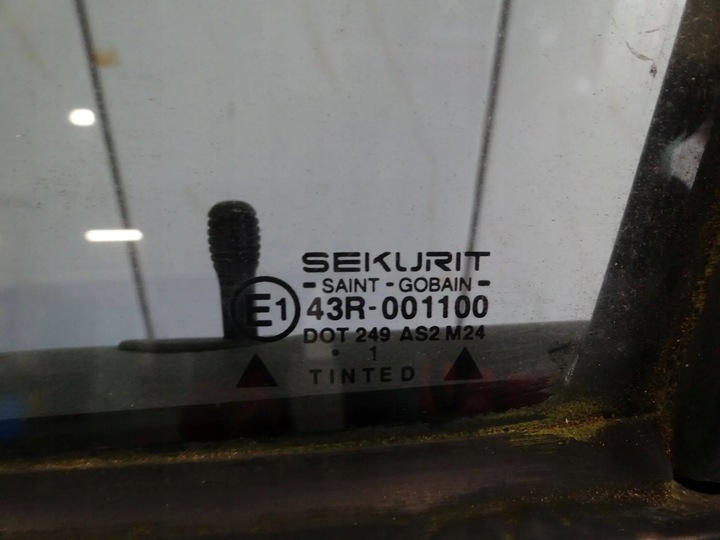 SEKURIT
- SAINT - GOBAIN -
E1 43R-001100
DOT 249 AS2 M24
• 1
TINTED